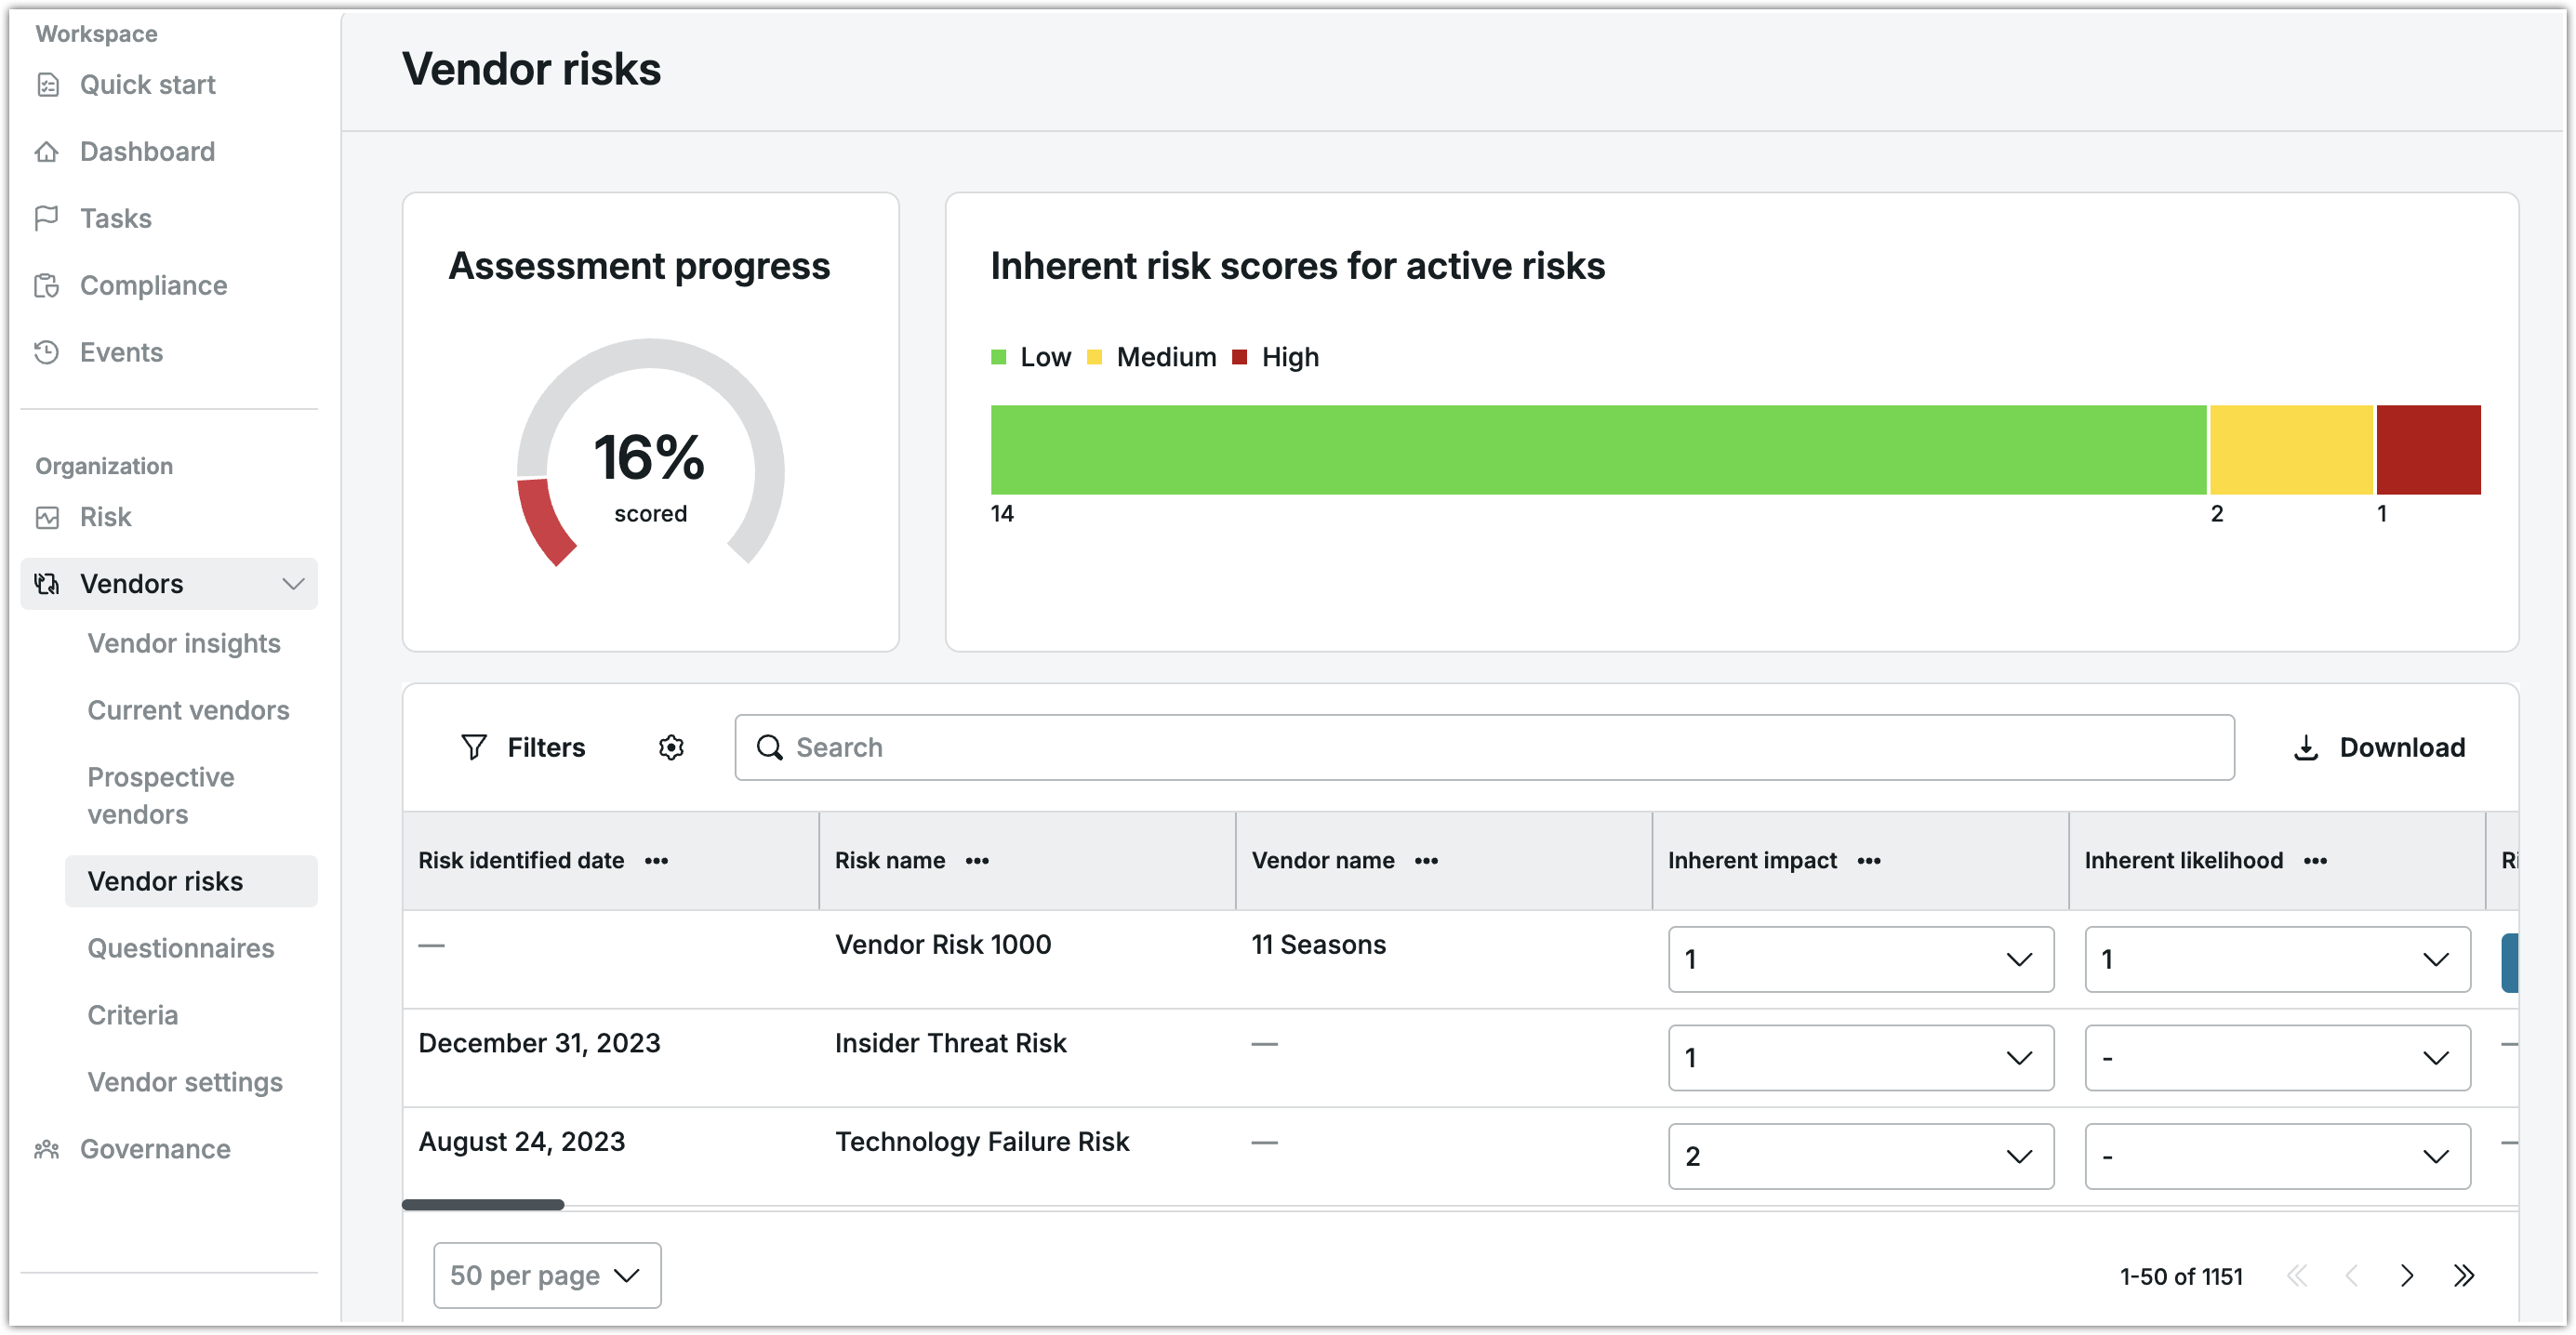 Workspace
Quick start
Dashboard
Tasks
Compliance
Events
Organization
Risk
Vendors
Vendor insights
Current vendors
Prospective
vendors
Vendor risks
Questionnaires
Criteria
Vendor settings
Governance
Vendor risks
Assessment progress
16%
scored
Inherent risk scores for active risks
Low Medium High
14 2 1
Filters Search Download
Risk identified date ••• Risk name ••• Vendor name ••• Inherent impact ••• Inherent likelihood •••
— Vendor Risk 1000 11 Seasons 1 1
December 31, 2023 Insider Threat Risk — 1 - —
August 24, 2023 Technology Failure Risk — 2 - —
50 per page 1-50 of 1151